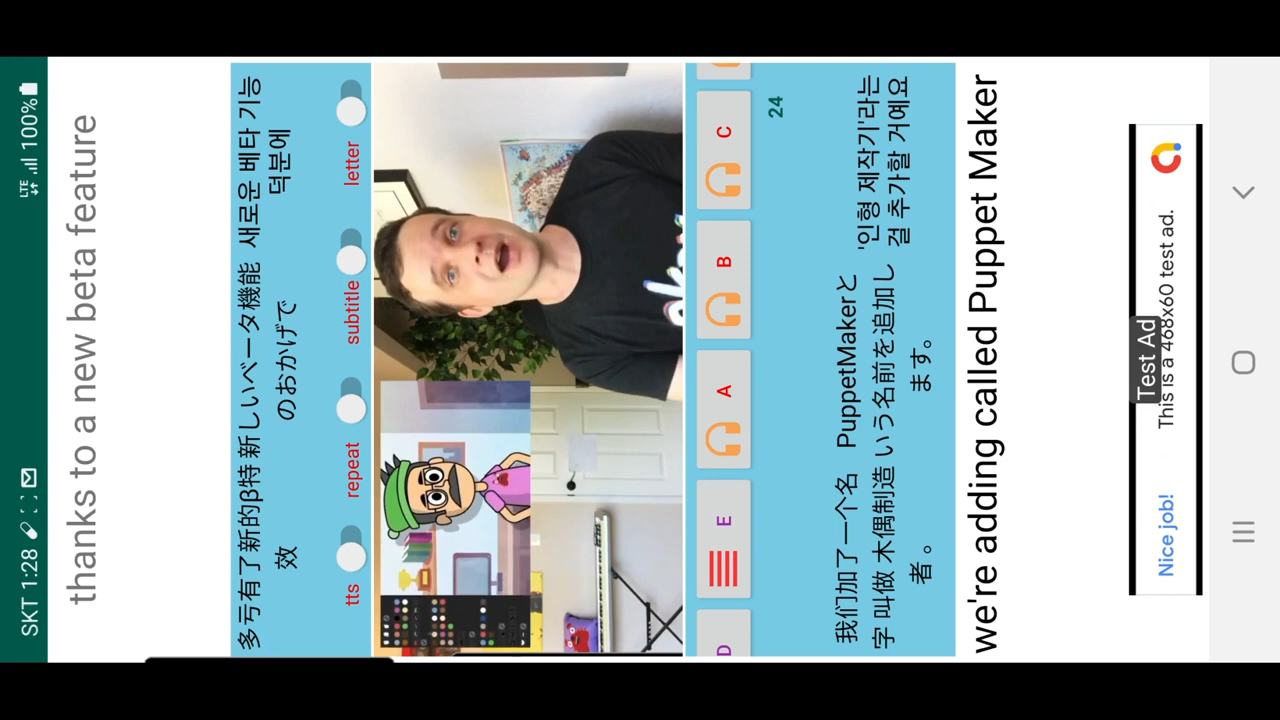 SKT 1:28 LTE 100%
thanks to a new beta feature
多亏有了新的β特
效
新しいベータ機能
のおかげで
새로운 베타 기능
덕분에
tts repeat subtitle letter
D E A B C
24
我们加了一个名
字 叫做 木偶制造
者。
PuppetMakerと
いう名前を追加し
ます。
'인형 제작기'라는
걸 추가할 거예요
we're adding called Puppet Maker
Test Ad
Nice job! This is a 468x60 test ad.